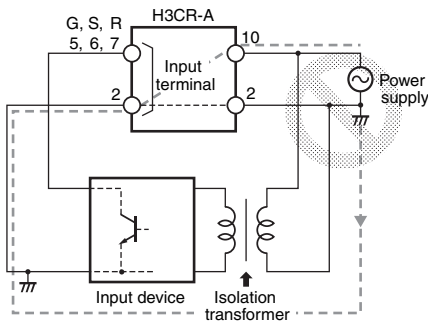 H3CR-A
G, S, R
5, 6, 7
10
Input
terminal
2
2
Power
supply
Input device
Isolation
transformer